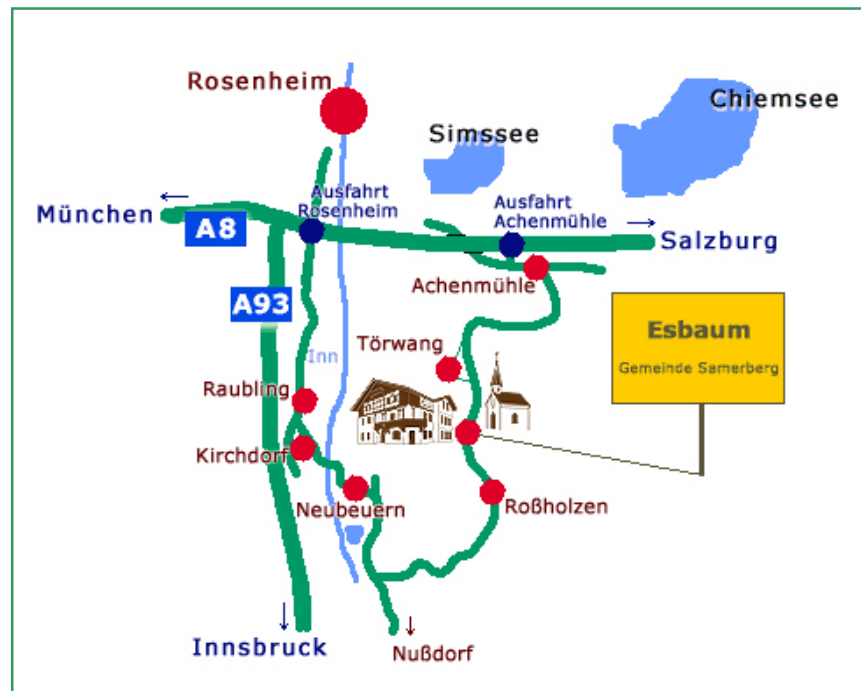 Rosenheim
Chiemsee
Simssee
Ausfahrt
Rosenheim
Ausfahrt
Achenmühle
München
A8
Salzburg
Achenmühle
A93
Esbaum
Gemeinde Samerberg
Törwang
Inn
Raubling
Kirchdorf
Neubeuern
Roßholzen
Innsbruck
Nußdorf